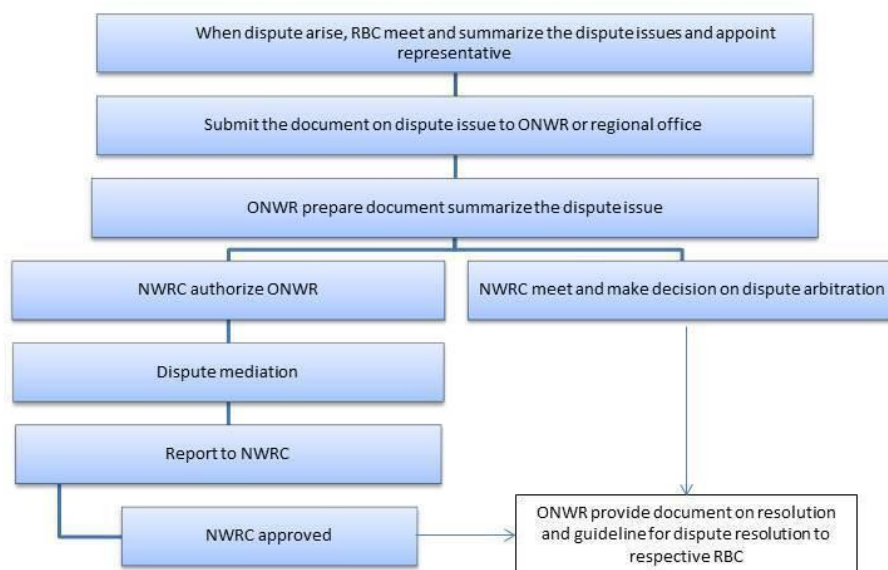 When dispute arise, RBC meet and summarize the dispute issues and appoint
representative
Submit the document on dispute issue to ONWR or regional office
ONWR prepare document summarize the dispute issue
NWRC authorize ONWR
NWRC meet and make decision on dispute arbitration
Dispute mediation
Report to NWRC
NWRC approved
ONWR provide document on resolution
and guideline for dispute resolution to
respective RBC